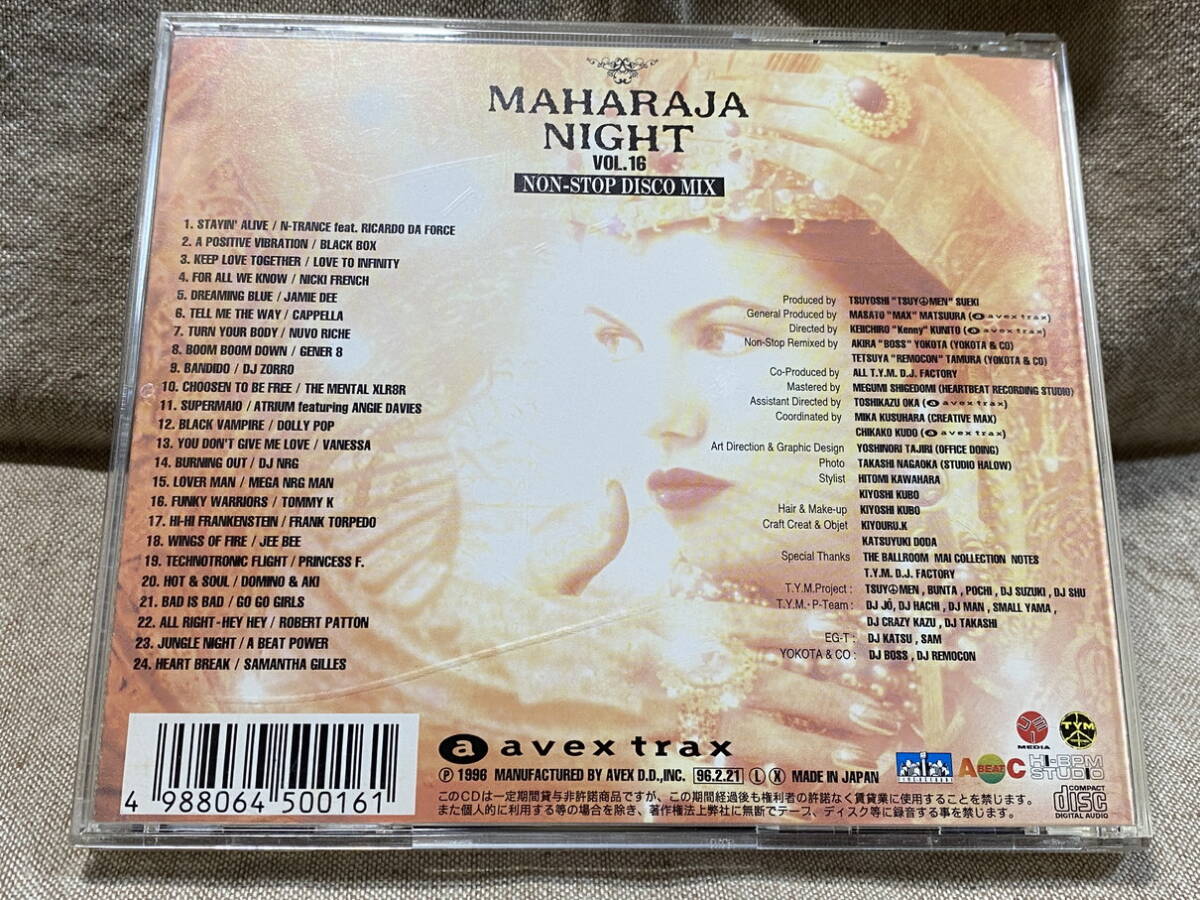 MAHARAJA
NIGHT
VOL.16
NON-STOP DISCO MIX
1. STAYIN' ALIVE / N-TRANCE feat. RICARDO DA FORCE
2. A POSITIVE VIBRATION / BLACK BOX
3. KEEP LOVE TOGETHER / LOVE TO INFINITY
4. FOR ALL WE KNOW / NICKI FRENCH
5. DREAMING BLUE / JAMIE DEE
6. TELL ME THE WAY / CAPPELLA
7. TURN YOUR BODY / NUVO RICHE
8. BOOM BOOM DOWN / GENER 8
9. BANDIDO / DJ ZORRO
10. CHOOSEN TO BE FREE / THE MENTAL XLR8R
11. SUPERMAIO / ATRIUM featuring ANGIE DAVIES
12. BLACK VAMPIRE / DOLLY POP
13. YOU DON'T GIVE ME LOVE / VANESSA
14. BURNING OUT / DJ NRG
15. LOVER MAN / MEGA NRG MAN
16. FUNKY WARRIORS / TOMMY K
17. HI-HI FRANKENSTEIN / FRANK TORPEDO
18. WINGS OF FIRE / JEE BEE
19. TECHNOTRONIC FLIGHT / PRINCESS F.
20. HOT & SOUL / DOMINO & AKI
21. BAD IS BAD / GO GO GIRLS
22. ALL RIGHT-HEY HEY / ROBERT PATTON
23. JUNGLE NIGHT / A BEAT POWER
24. HEART BREAK / SAMANTHA GILLES
Produced by TSUYOSHI "TSUY☮MEN" SUEKI
General Produced by MASATO "MAX" MATSUURA (a avex trax)
Directed by KEIICHIRO "Kenny" KUNITO (a avex trax)
Non-Stop Remixed by AKIRA "BOSS" YOKOTA (YOKOTA & CO)
TETSUYA "REMOCON" TAMURA (YOKOTA & CO)
Co-Produced by ALL T.Y.M. D.J. FACTORY
Mastered by MEGUMI SHIGEDOMI (HEARTBEAT RECORDING STUDIO)
Assistant Directed by TOSHIKAZU OKA (a avex trax)
Coordinated by MIKA KUSUHARA (CREATIVE MAX)
CHIKAKO KUDO (a avex trax)
Art Direction & Graphic Design YOSHINORI TAJIRI (OFFICE DOING)
Photo TAKASHI NAGAOKA (STUDIO HALOW)
Stylist HITOMI KAWAHARA
KIYOSHI KUBO
Hair & Make-up KIYOSHI KUBO
Craft Creat & Objet KIYOURU.K
KATSUYUKI DODA
Special Thanks THE BALLROOM MAI COLLECTION NOTES
T.Y.M. D.J. FACTORY
T.Y.M.Project : TSUY☮MEN , BUNTA , POCHI , DJ SUZUKI , DJ SHU
T.Y.M.・P-Team : DJ JŌ, DJ HACHI , DJ MAN , SMALL YAMA ,
DJ CRAZY KAZU , DJ TAKASHI
EG-T : DJ KATSU , SAM
YOKOTA & CO : DJ BOSS , DJ REMOCON
4 988064 500161
a avex trax
MEDIA
TYM
A BEAT C
HI-BPM
STUDIO
Ⓟ 1996 MANUFACTURED BY AVEX D.D.,INC. 96.2.21 Ⓛ Ⓧ MADE IN JAPAN
このCDは一定期間貸与非許諾商品ですが、この期間経過後も権利者の許諾なく賃貸業に使用することを禁じます。
また個人的に利用する等の場合を除き、著作権法上弊社に無断でテープ、ディスク等に録音する事を禁じます。
COMPACT
disc
DIGITAL AUDIO